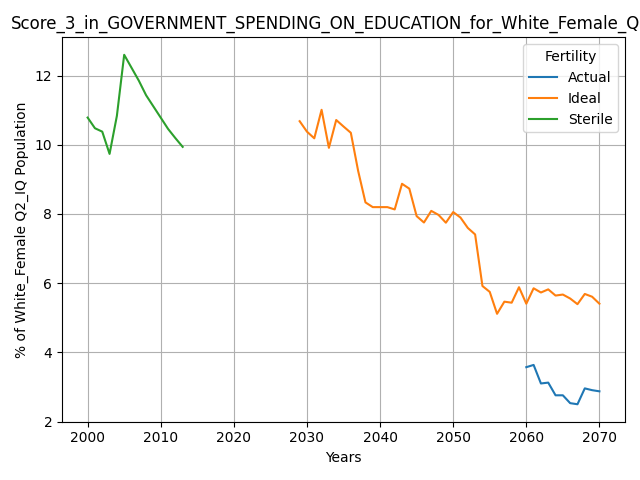 Score_3_in_GOVERNMENT_SPENDING_ON_EDUCATION_for_White_Female_Q
% of White_Female Q2_IQ Population
12
10
8
6
4
2
2000 2010 2020 2030 2040 2050 2060 2070
Years
Fertility
Actual
Ideal
Sterile